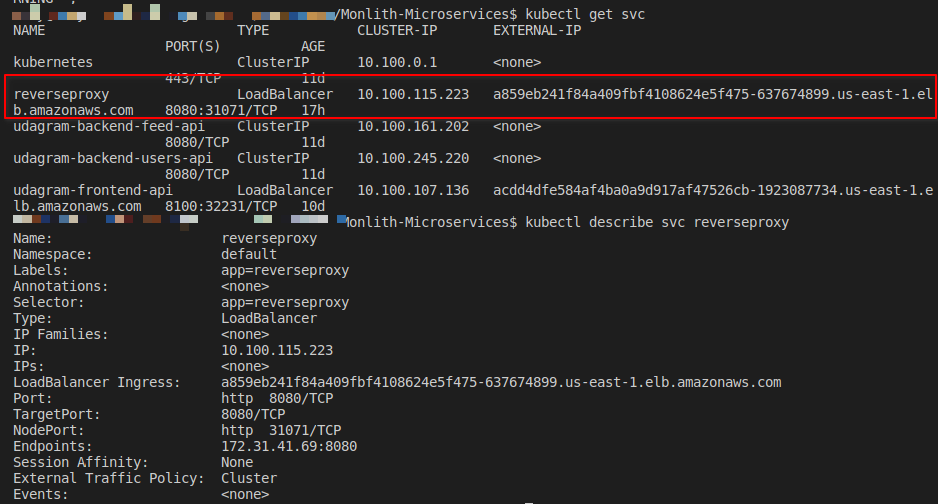 /Monlith-Microservices$ kubectl get svc
NAME                        TYPE           CLUSTER-IP       EXTERNAL-IP
                   PORT(S)          AGE
kubernetes                  ClusterIP      10.100.0.1       <none>
                   443/TCP          11d
reverseproxy                LoadBalancer   10.100.115.223   a859eb241f84a409fbf4108624e5f475-637674899.us-east-1.el
b.amazonaws.com    8080:31071/TCP   17h
udagram-backend-feed-api    ClusterIP      10.100.161.202   <none>
                   8080/TCP         11d
udagram-backend-users-api   ClusterIP      10.100.245.220   <none>
                   8080/TCP         11d
udagram-frontend-api        LoadBalancer   10.100.107.136   acdd4dfe584af4ba0a9d917af47526cb-1923087734.us-east-1.e
lb.amazonaws.com   8100:32231/TCP   10d
Monlith-Microservices$ kubectl describe svc reverseproxy
Name:                     reverseproxy
Namespace:                default
Labels:                   app=reverseproxy
Annotations:              <none>
Selector:                 app=reverseproxy
Type:                     LoadBalancer
IP Families:              <none>
IP:                       10.100.115.223
IPs:                      <none>
LoadBalancer Ingress:     a859eb241f84a409fbf4108624e5f475-637674899.us-east-1.elb.amazonaws.com
Port:                     http  8080/TCP
TargetPort:               8080/TCP
NodePort:                 http  31071/TCP
Endpoints:                172.31.41.69:8080
Session Affinity:         None
External Traffic Policy:  Cluster
Events:                   <none>